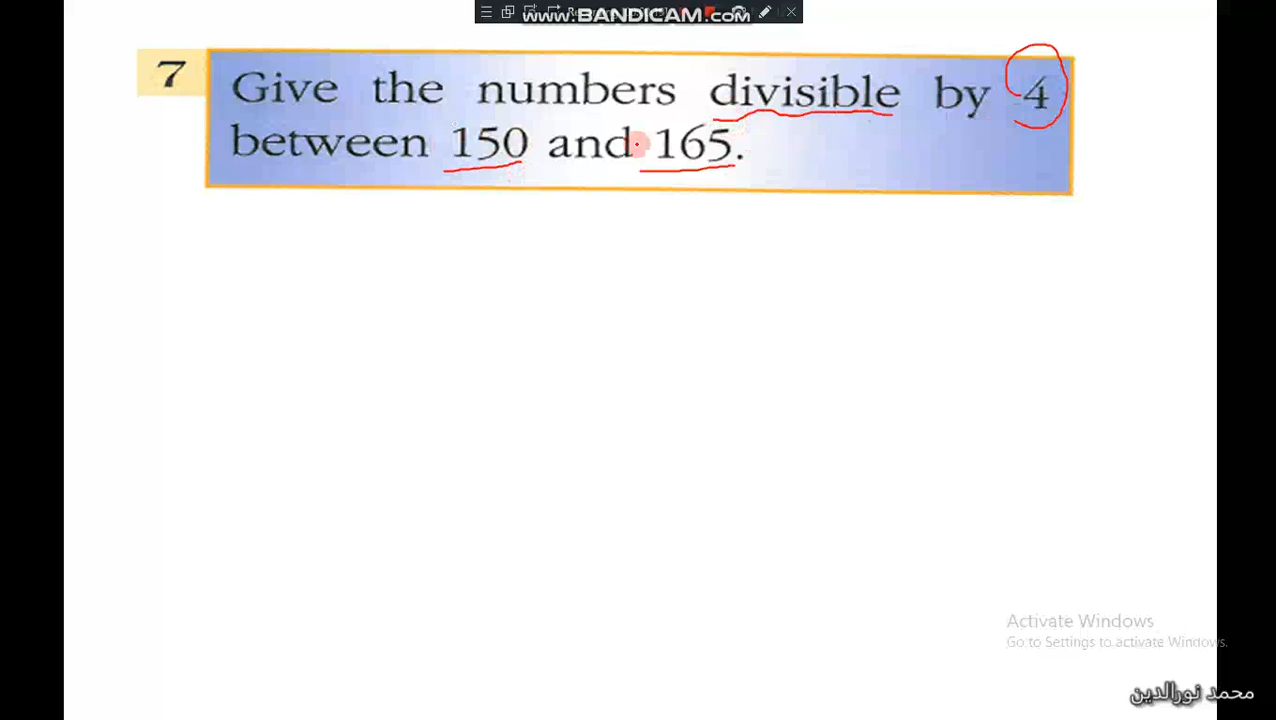 www.BANDICAM.com
7
Give the numbers divisible by 4
between 150 and 165.
Activate Windows
Go to Settings to activate Windows.
محمد نورالدين